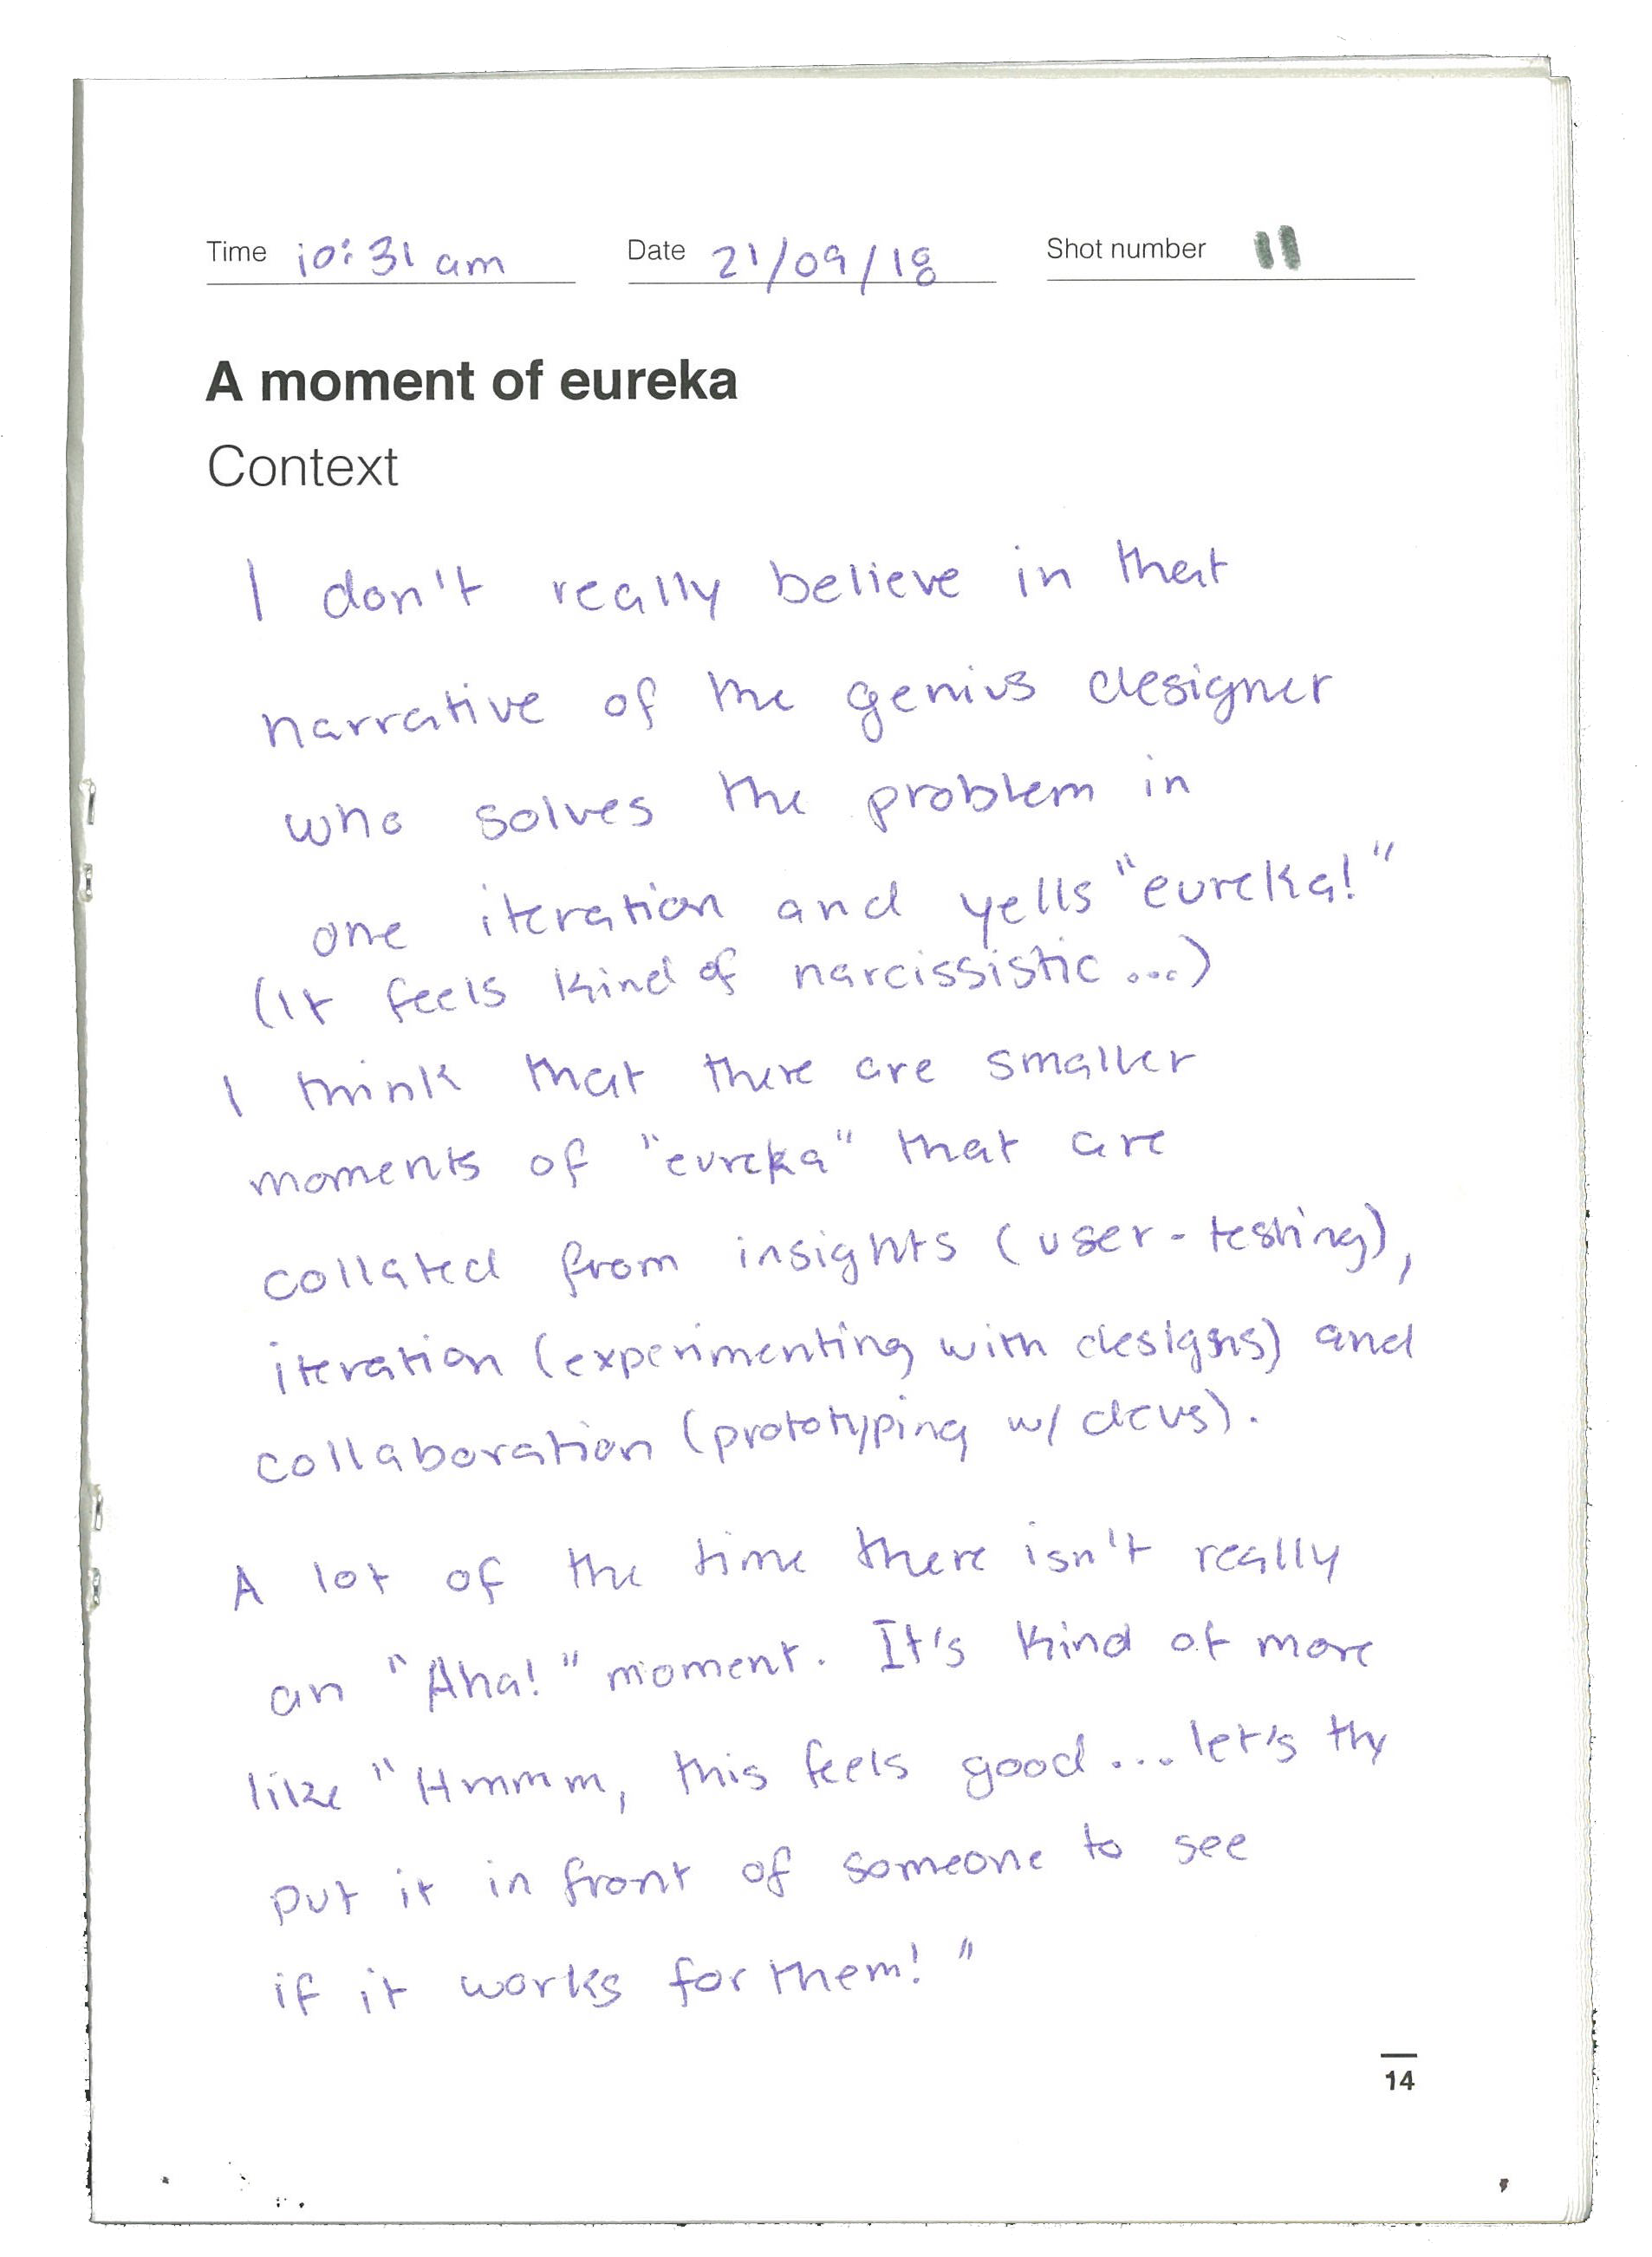 Time 10:31 am Date 21/09/18 Shot number 11
A moment of eureka
Context
I don't really believe in that
narrative of the genius designer
who solves the problem in
one iteration and yells "eureka!"
(It feels kind of narcissistic...)
I think that there are smaller
moments of "eureka" that are
collated from insights (user-testing),
iteration (experimenting with designs) and
collaboration (prototyping w/ devs).
A lot of the time there isn't really
an "Aha!" moment. It's kind of more
like "Hmmm, this feels good... let's try
put it in front of someone to see
if it works for them!"
14